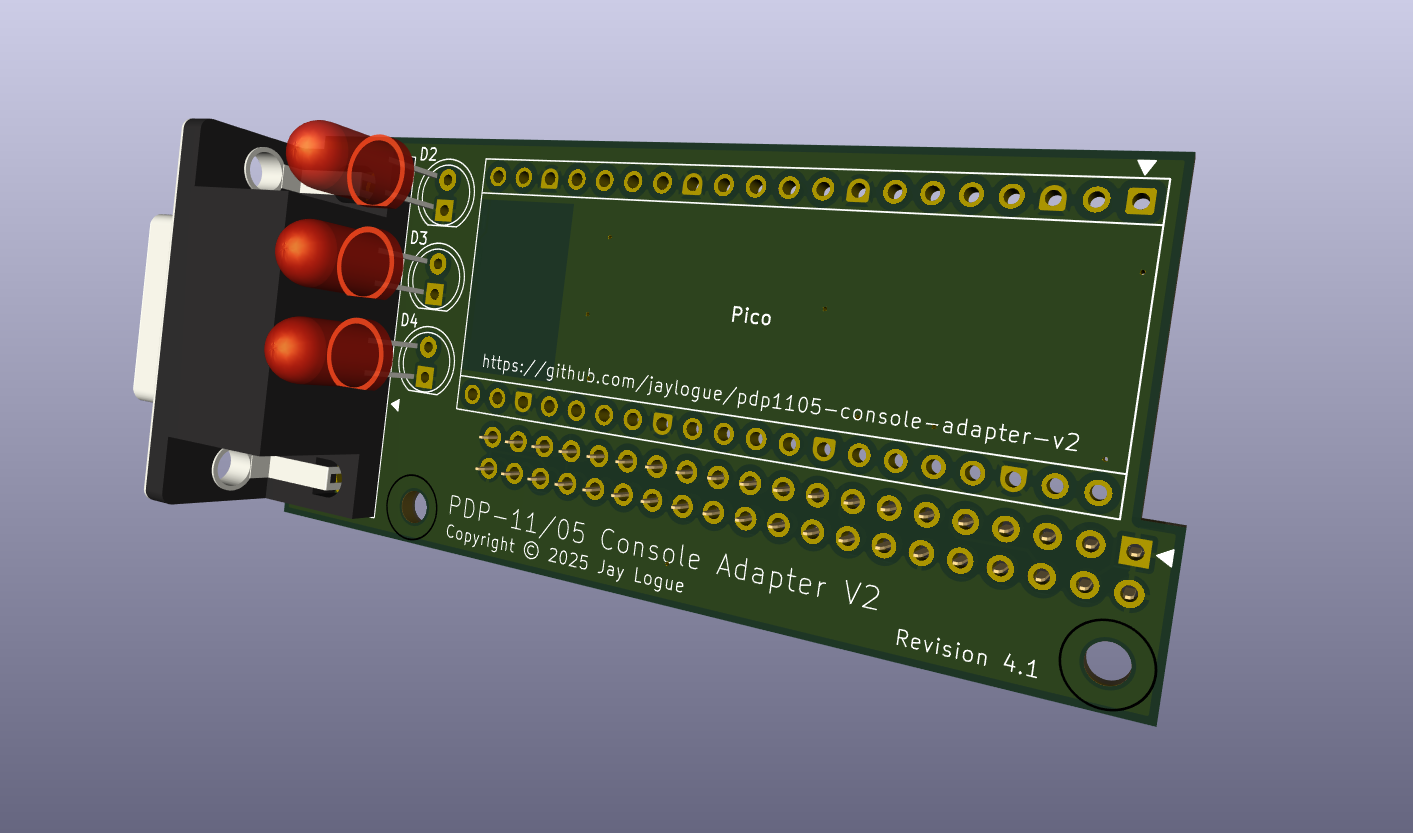 D2
D3
D4
Pico
https://github.com/jaylogue/pdp1105-console-adapter-v2
PDP-11/05 Console Adapter V2
Copyright © 2025 Jay Logue
Revision 4.1